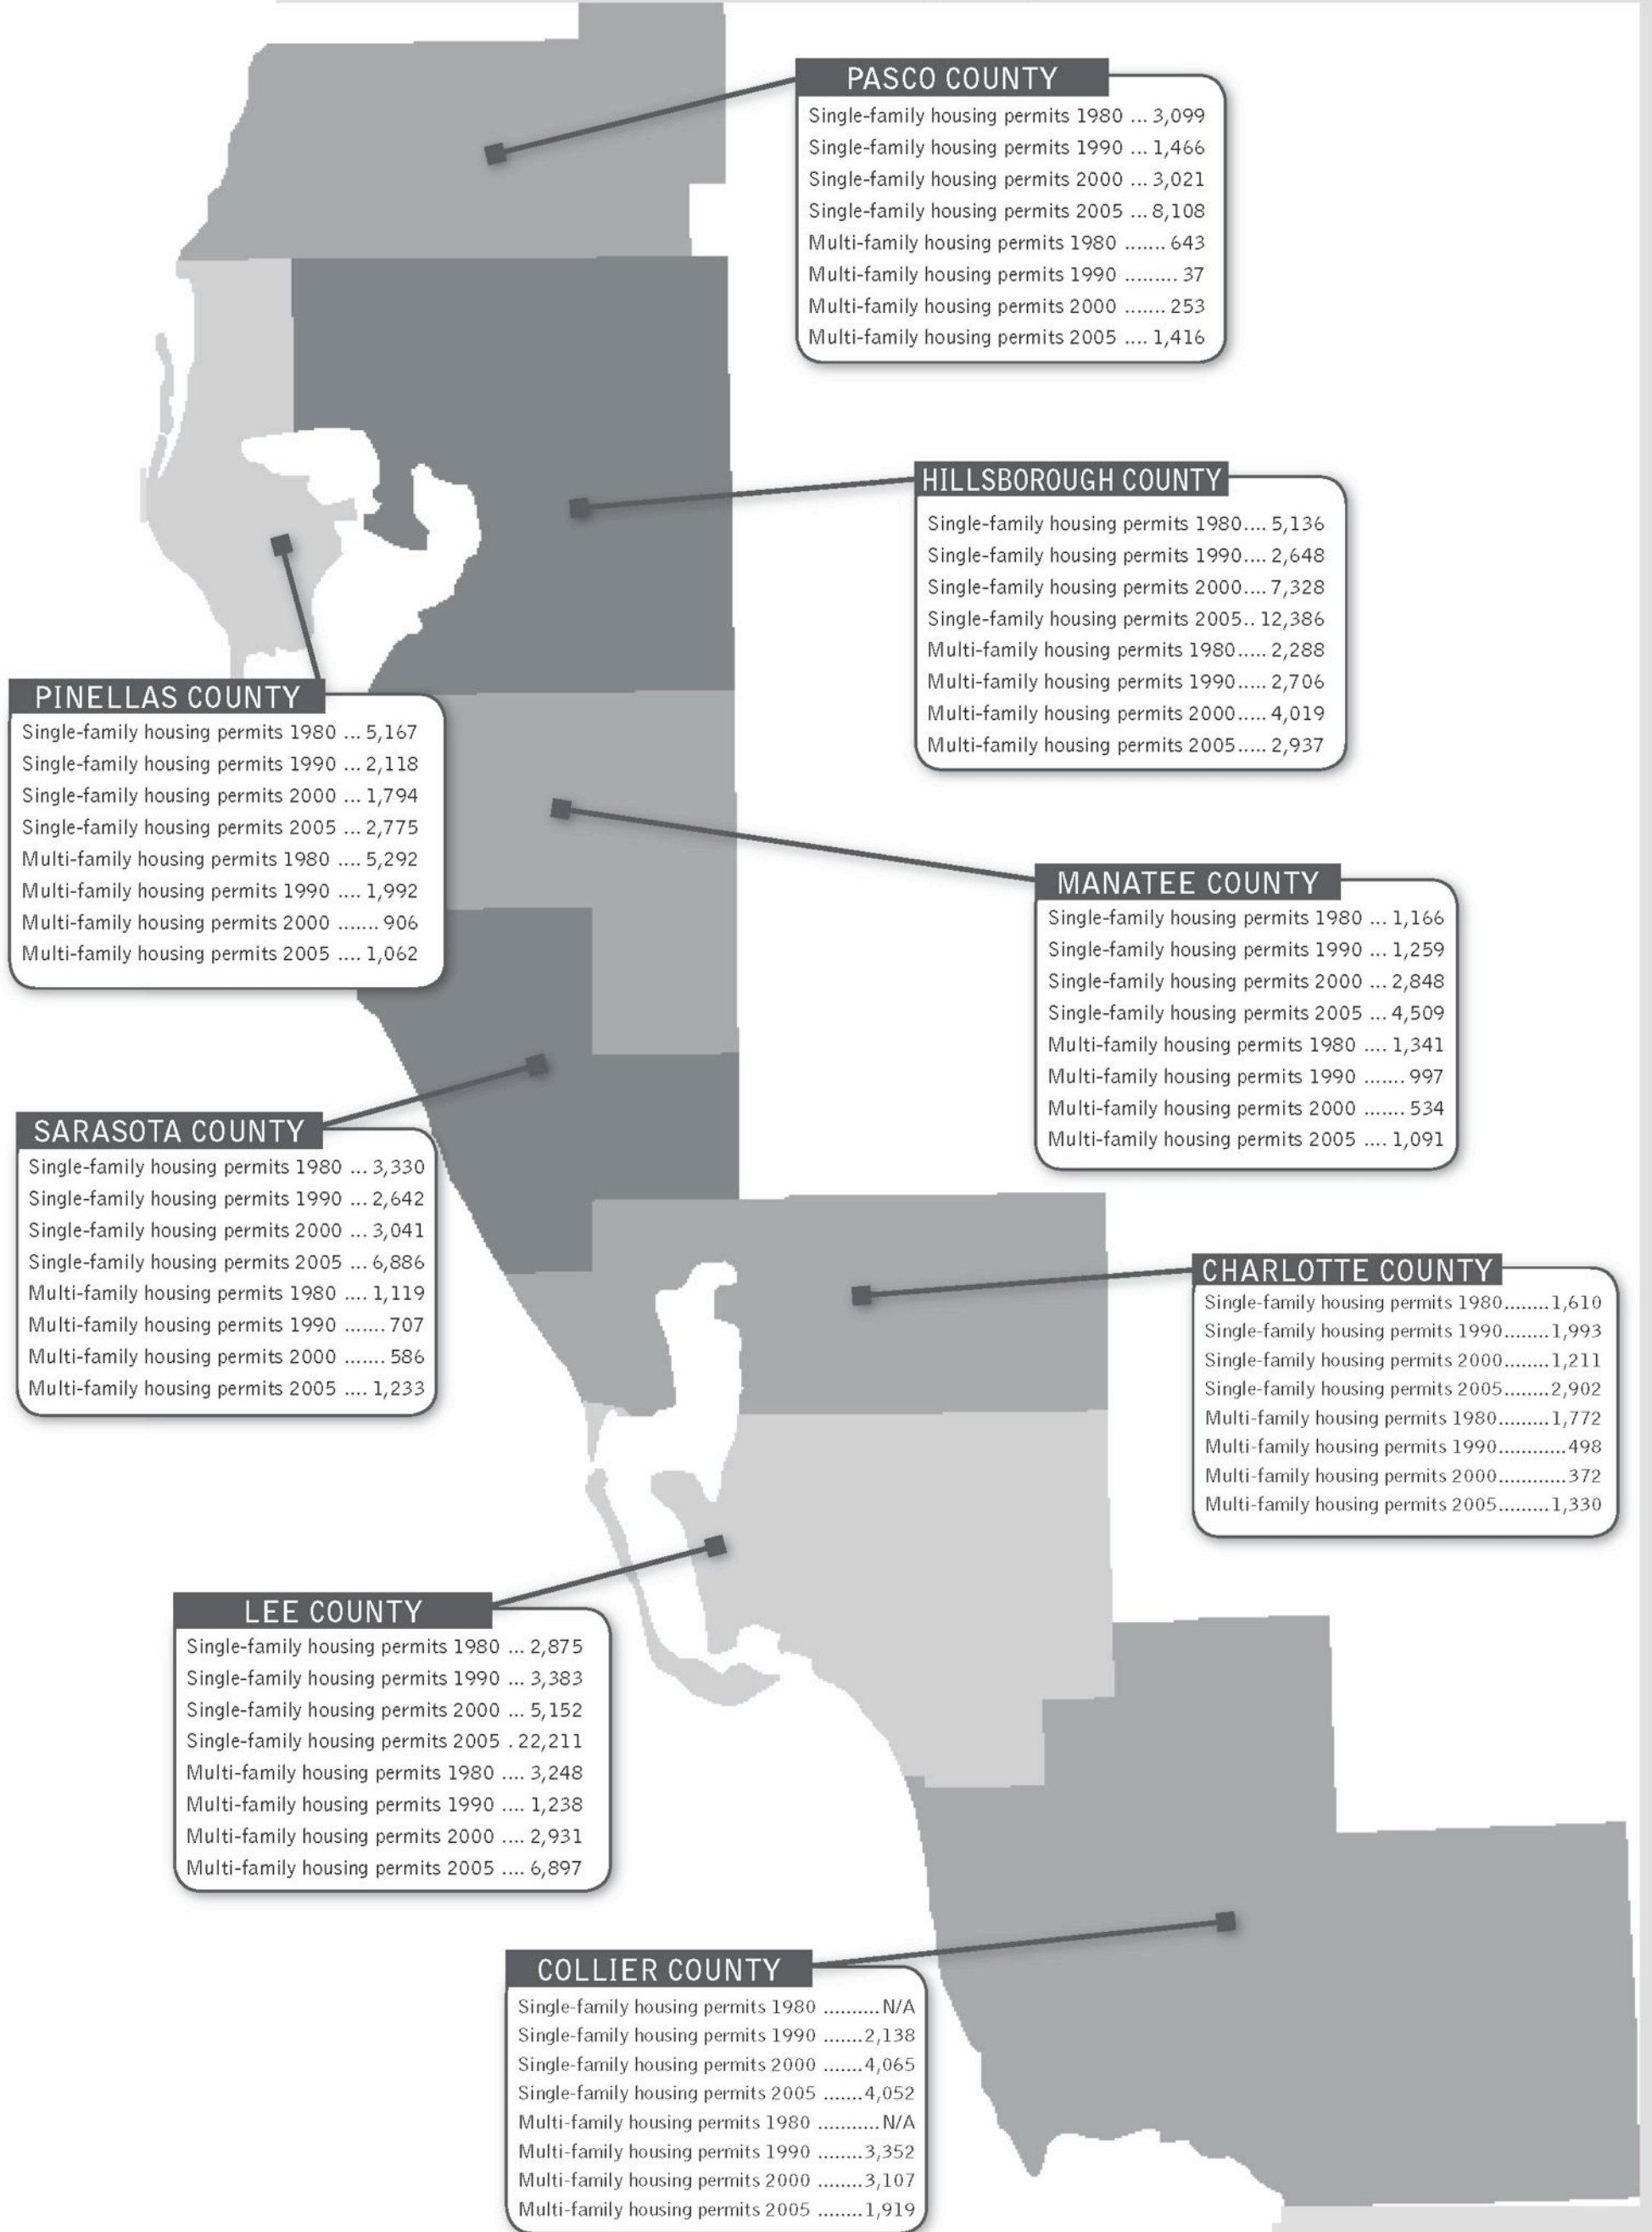 PASCO COUNTY
Single-family housing permits 1980 ... 3,099
Single-family housing permits 1990 ... 1,466
Single-family housing permits 2000 ... 3,021
Single-family housing permits 2005 ... 8,108
Multi-family housing permits 1980 ....... 643
Multi-family housing permits 1990 ......... 37
Multi-family housing permits 2000 ....... 253
Multi-family housing permits 2005 .... 1,416
HILLSBOROUGH COUNTY
Single-family housing permits 1980.... 5,136
Single-family housing permits 1990.... 2,648
Single-family housing permits 2000.... 7,328
Single-family housing permits 2005.. 12,386
Multi-family housing permits 1980..... 2,288
Multi-family housing permits 1990..... 2,706
Multi-family housing permits 2000..... 4,019
Multi-family housing permits 2005..... 2,937
PINELLAS COUNTY
Single-family housing permits 1980 ... 5,167
Single-family housing permits 1990 ... 2,118
Single-family housing permits 2000 ... 1,794
Single-family housing permits 2005 ... 2,775
Multi-family housing permits 1980 .... 5,292
Multi-family housing permits 1990 .... 1,992
Multi-family housing permits 2000 ....... 906
Multi-family housing permits 2005 .... 1,062
MANATEE COUNTY
Single-family housing permits 1980 ... 1,166
Single-family housing permits 1990 ... 1,259
Single-family housing permits 2000 ... 2,848
Single-family housing permits 2005 ... 4,509
Multi-family housing permits 1980 .... 1,341
Multi-family housing permits 1990 ....... 997
Multi-family housing permits 2000 ....... 534
Multi-family housing permits 2005 .... 1,091
SARASOTA COUNTY
Single-family housing permits 1980 ... 3,330
Single-family housing permits 1990 ... 2,642
Single-family housing permits 2000 ... 3,041
Single-family housing permits 2005 ... 6,886
Multi-family housing permits 1980 .... 1,119
Multi-family housing permits 1990 ....... 707
Multi-family housing permits 2000 ....... 586
Multi-family housing permits 2005 .... 1,233
CHARLOTTE COUNTY
Single-family housing permits 1980........1,610
Single-family housing permits 1990........1,993
Single-family housing permits 2000........1,211
Single-family housing permits 2005........2,902
Multi-family housing permits 1980.........1,772
Multi-family housing permits 1990............498
Multi-family housing permits 2000............372
Multi-family housing permits 2005.........1,330
LEE COUNTY
Single-family housing permits 1980 ... 2,875
Single-family housing permits 1990 ... 3,383
Single-family housing permits 2000 ... 5,152
Single-family housing permits 2005 . 22,211
Multi-family housing permits 1980 .... 3,248
Multi-family housing permits 1990 .... 1,238
Multi-family housing permits 2000 .... 2,931
Multi-family housing permits 2005 .... 6,897
COLLIER COUNTY
Single-family housing permits 1980 ..........N/A
Single-family housing permits 1990 .......2,138
Single-family housing permits 2000 .......4,065
Single-family housing permits 2005 .......4,052
Multi-family housing permits 1980 ...........N/A
Multi-family housing permits 1990 ........3,352
Multi-family housing permits 2000 ........3,107
Multi-family housing permits 2005 ........1,919